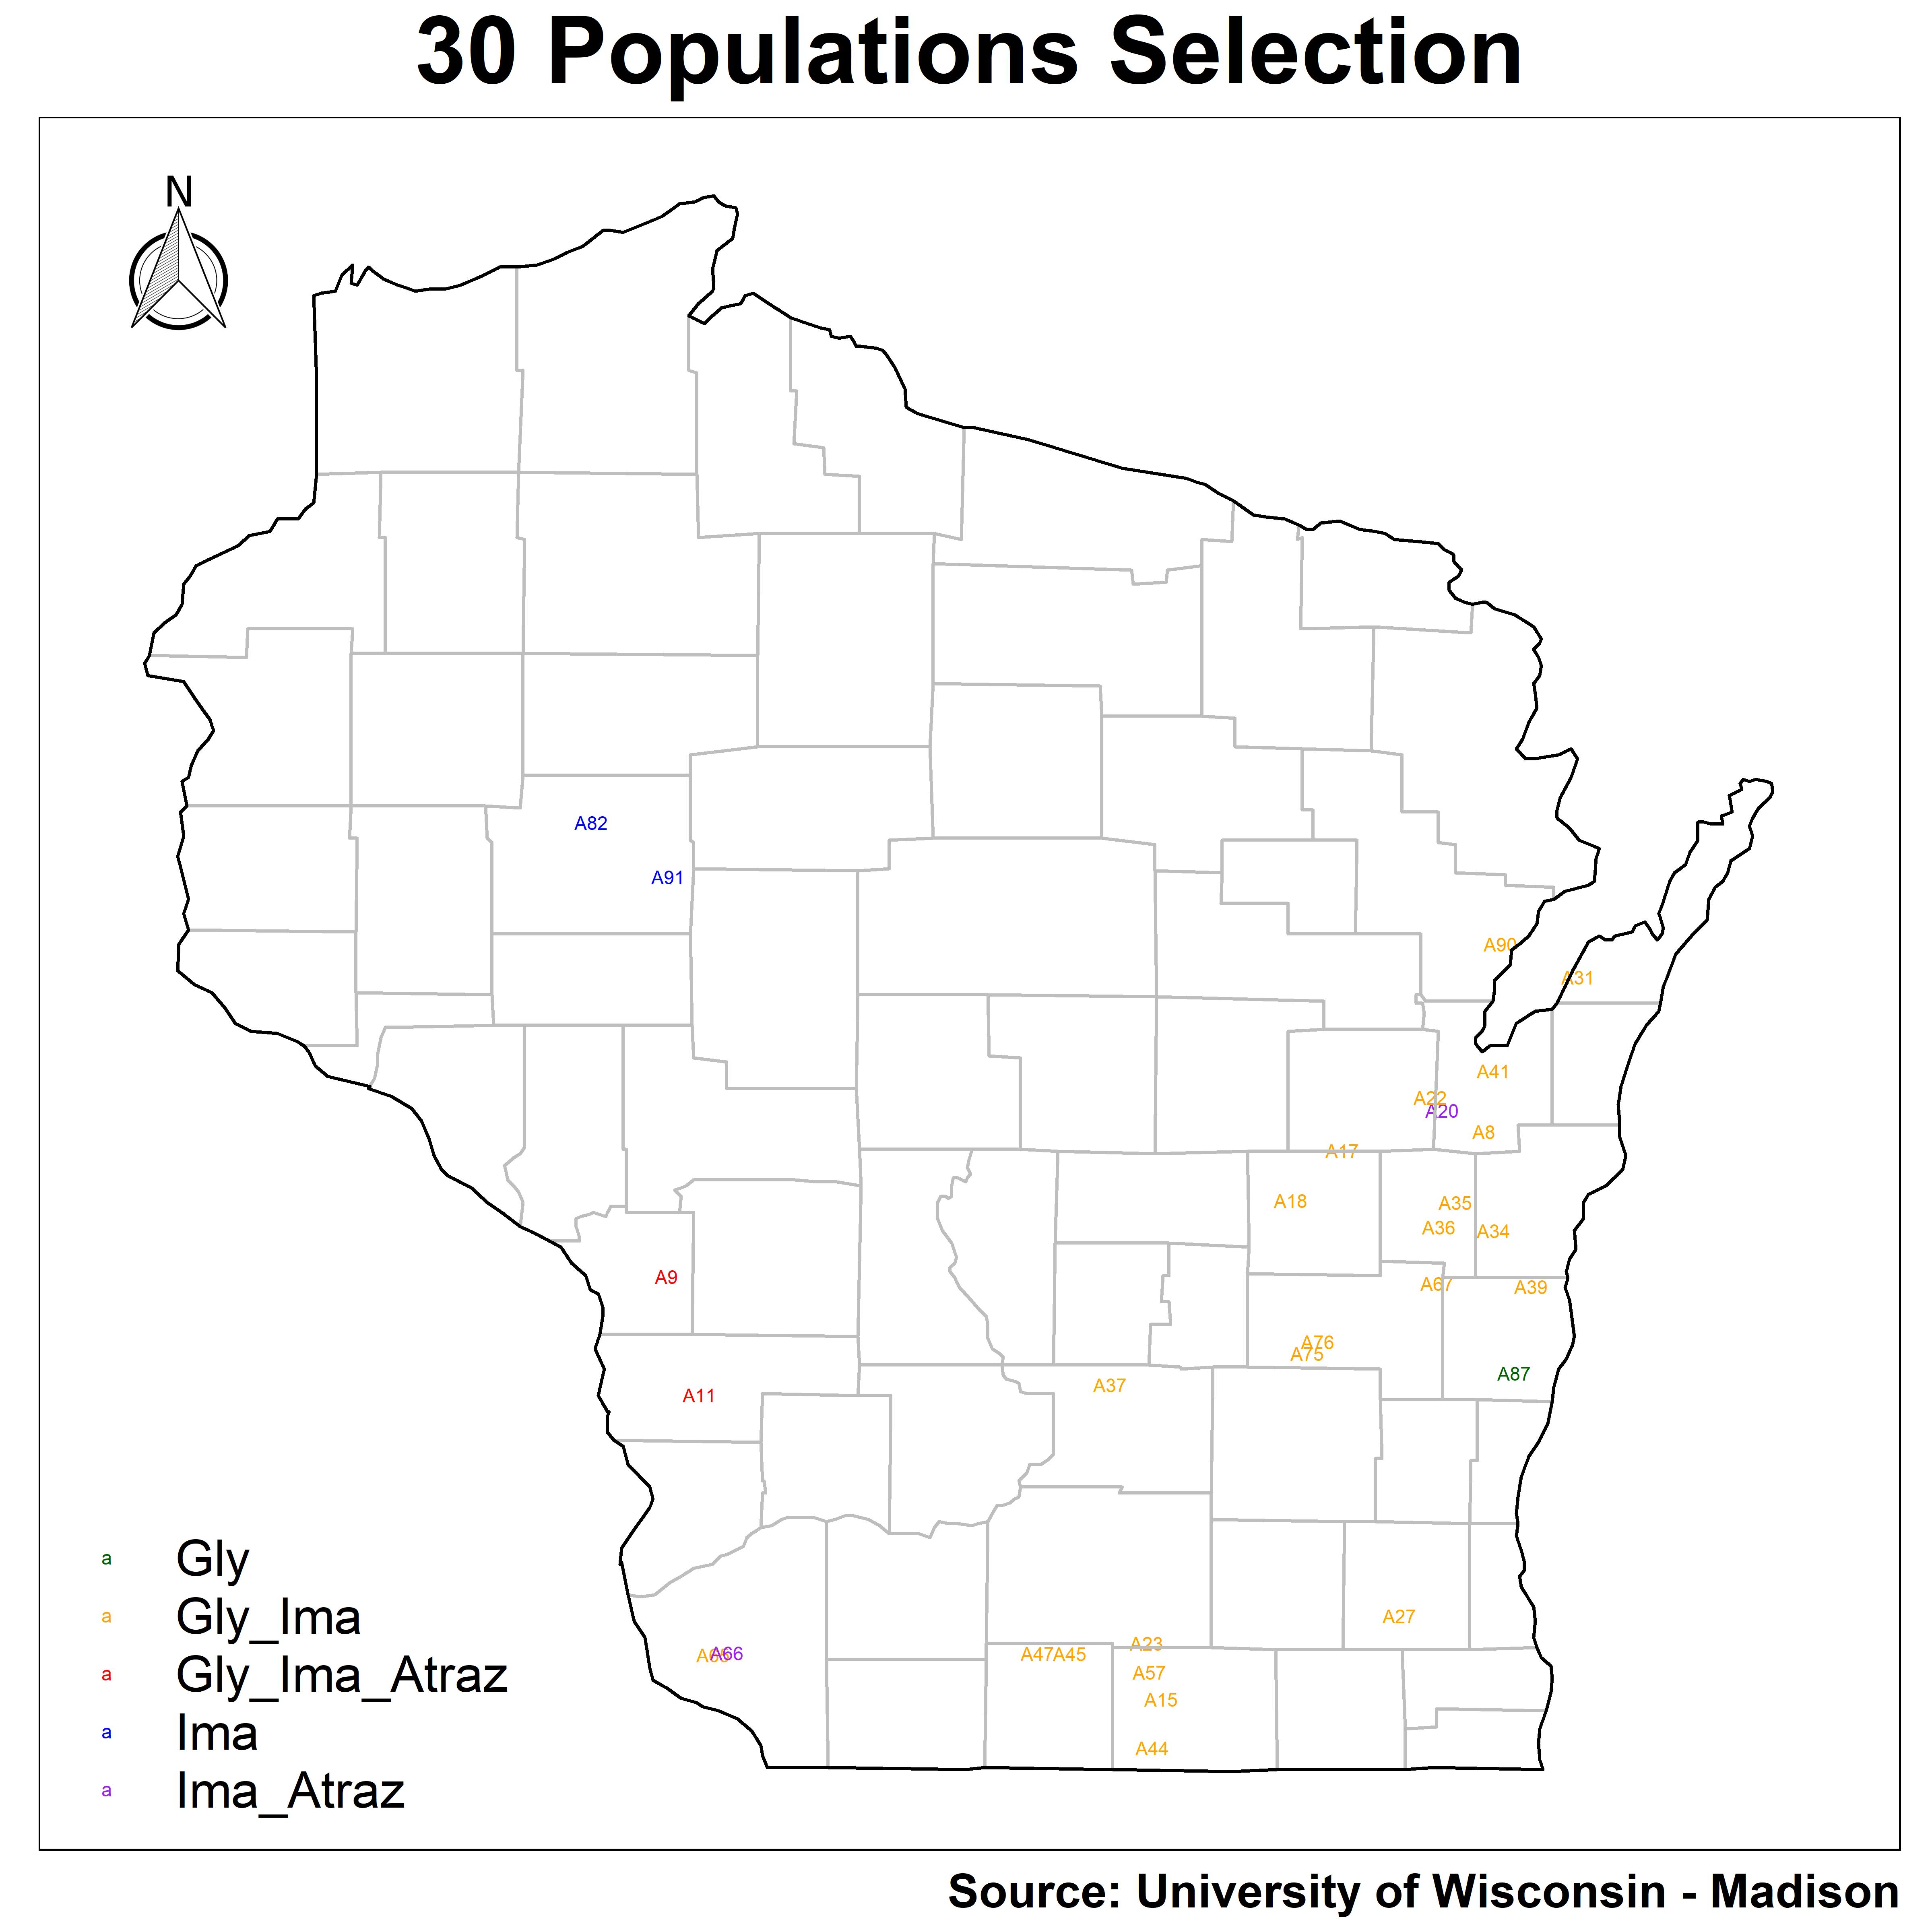 30 Populations Selection
N
A82
A91
A90
A31
A41
A22
A20
A8
A17
A18
A35
A36
A34
A9
A67
A39
A76
A75
A87
A37
A11
a Gly
a Gly_Ima
a Gly_Ima_Atraz
a Ima
a Ima_Atraz
A27
A23
A66
A47 A45
A57
A15
A44
Source: University of Wisconsin - Madison